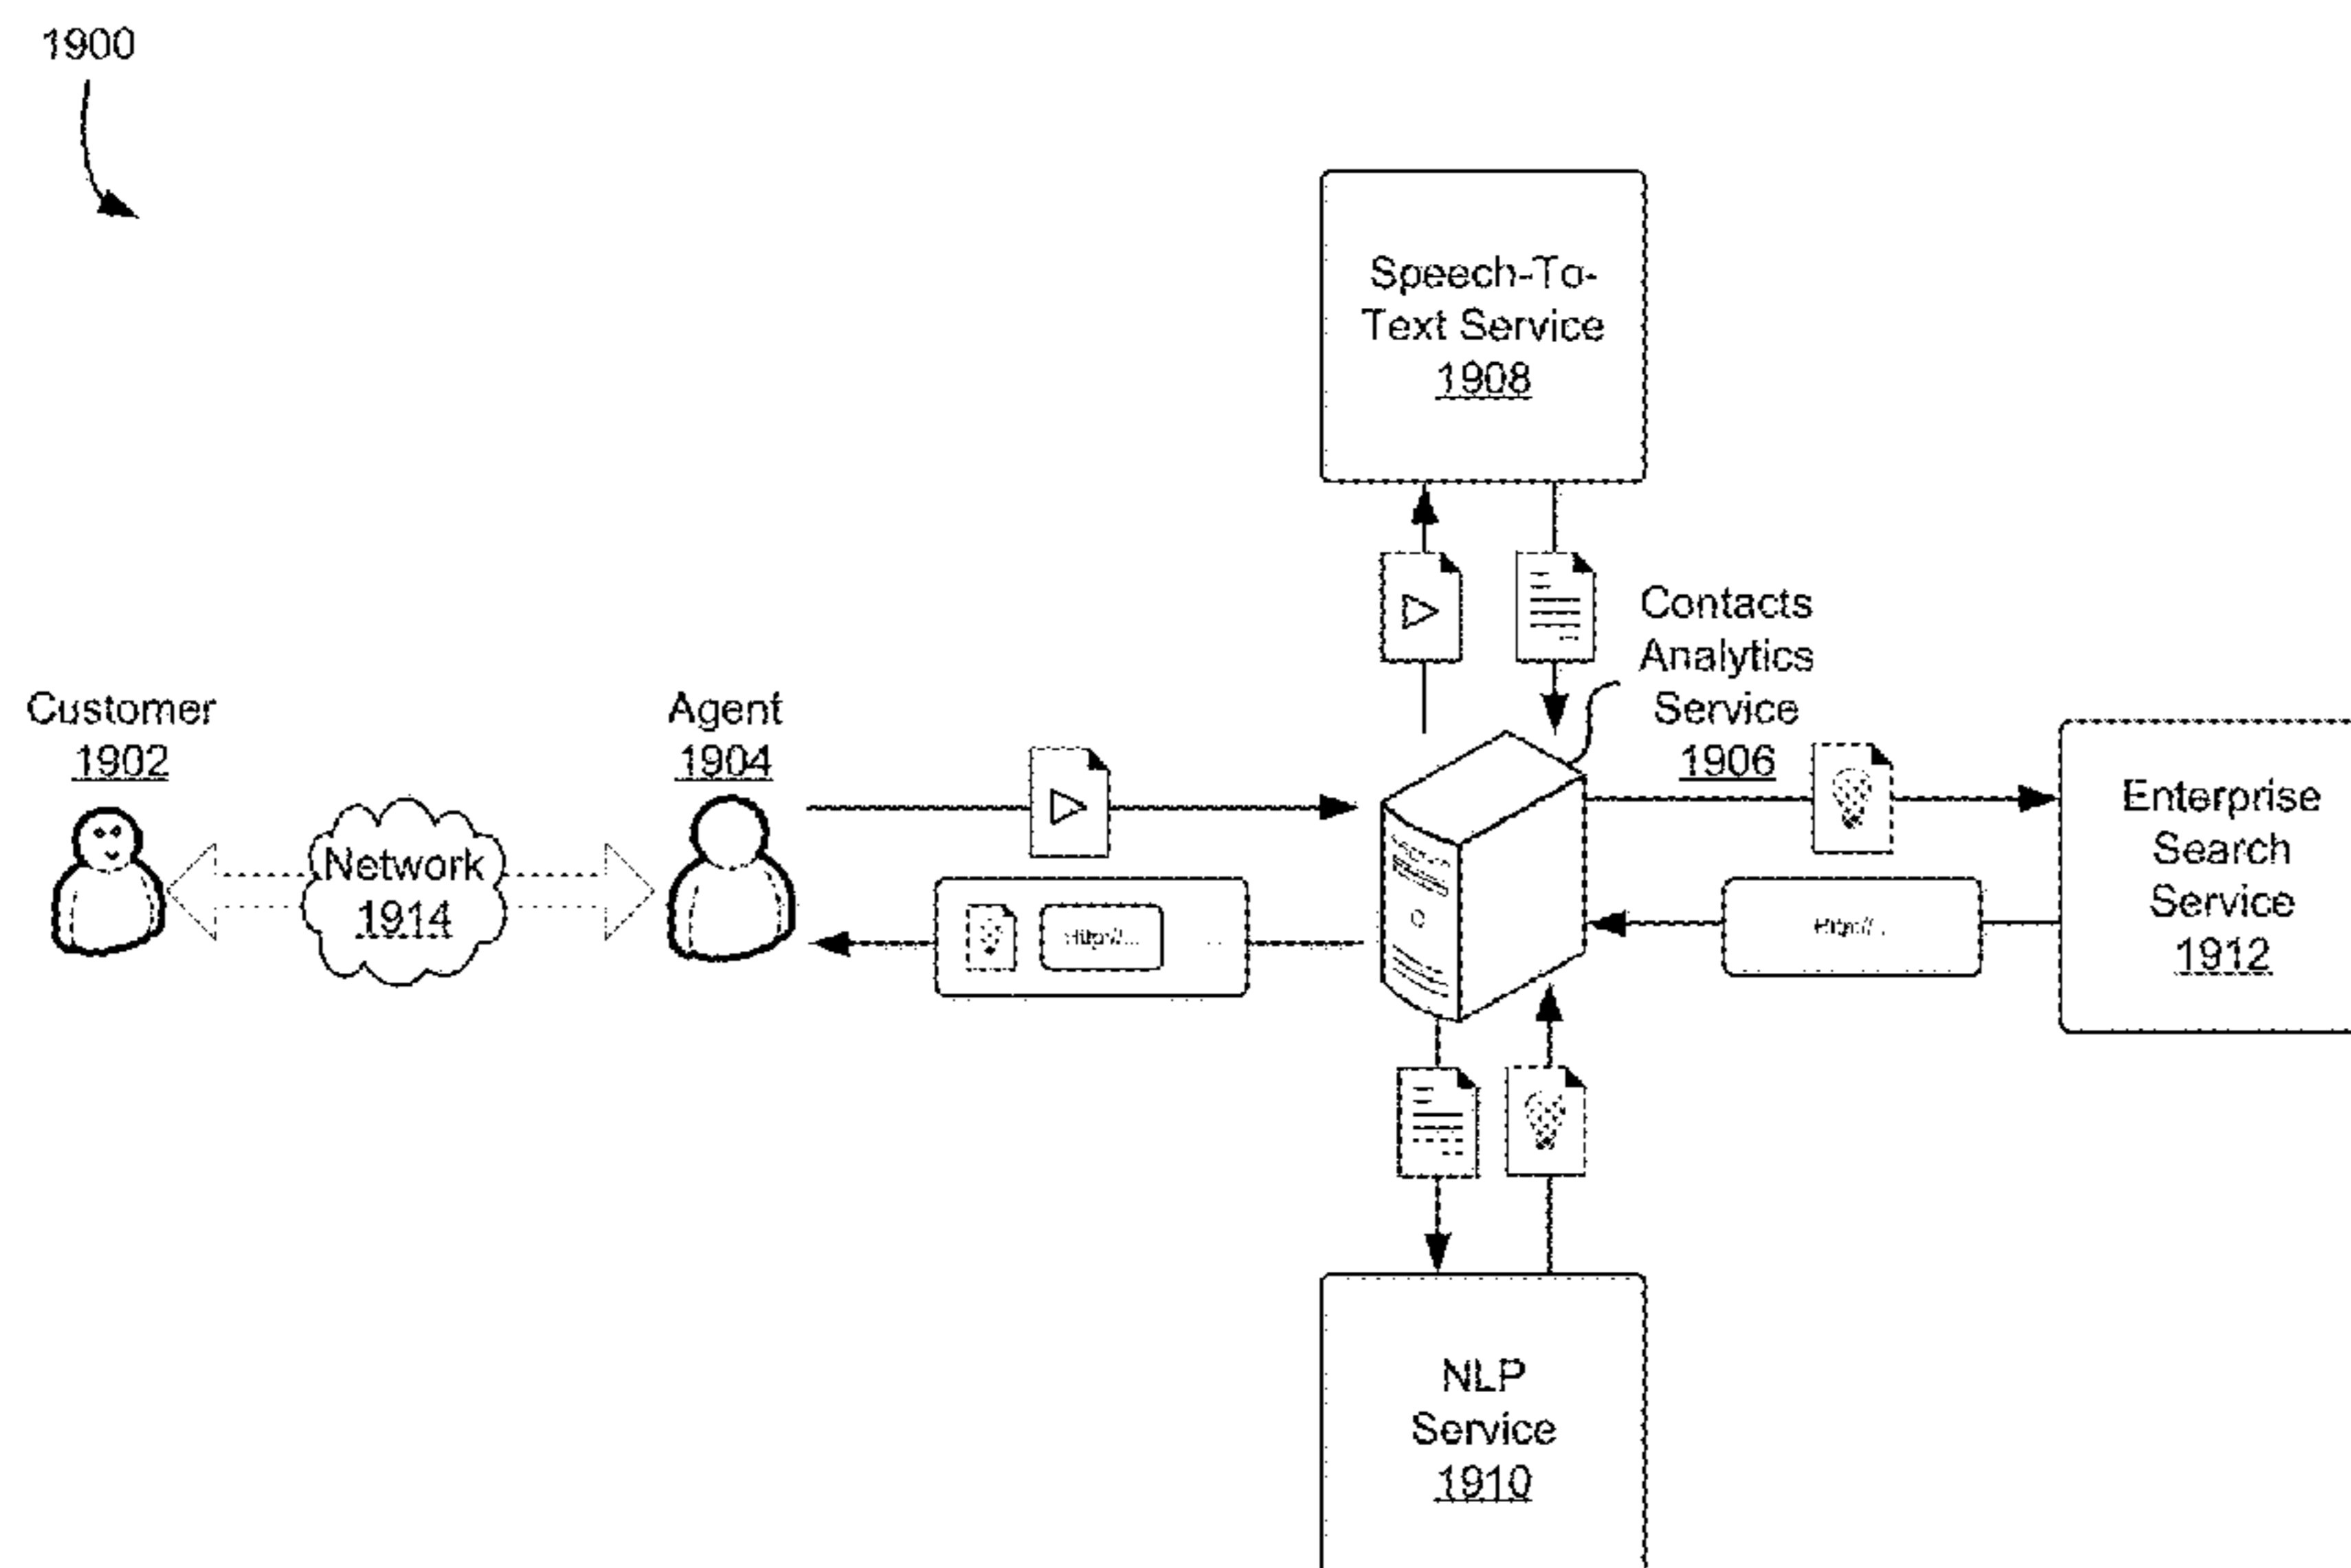 1900
Speech-To-
Text Service
1908
Contacts
Analytics
Service
1906
Customer
1902
Agent
1904
Network
1914
Enterprise
Search
Service
1912
Http//...
NLP
Service
1910